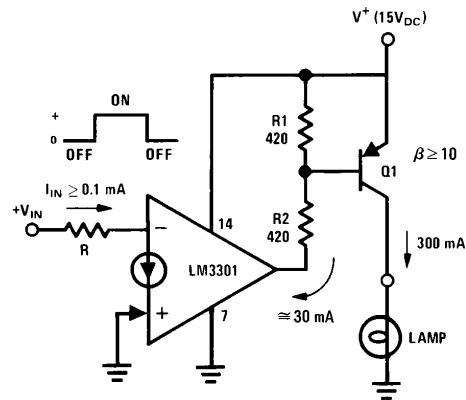 V⁺ (15V_DC)
+
0
ON
OFF OFF
R1
420
Q1
β ≥ 10
I_IN ≥ 0.1 mA
+V_IN
R
R2
420
−
14
LM3301
+
7
≅ 30 mA
300 mA
LAMP